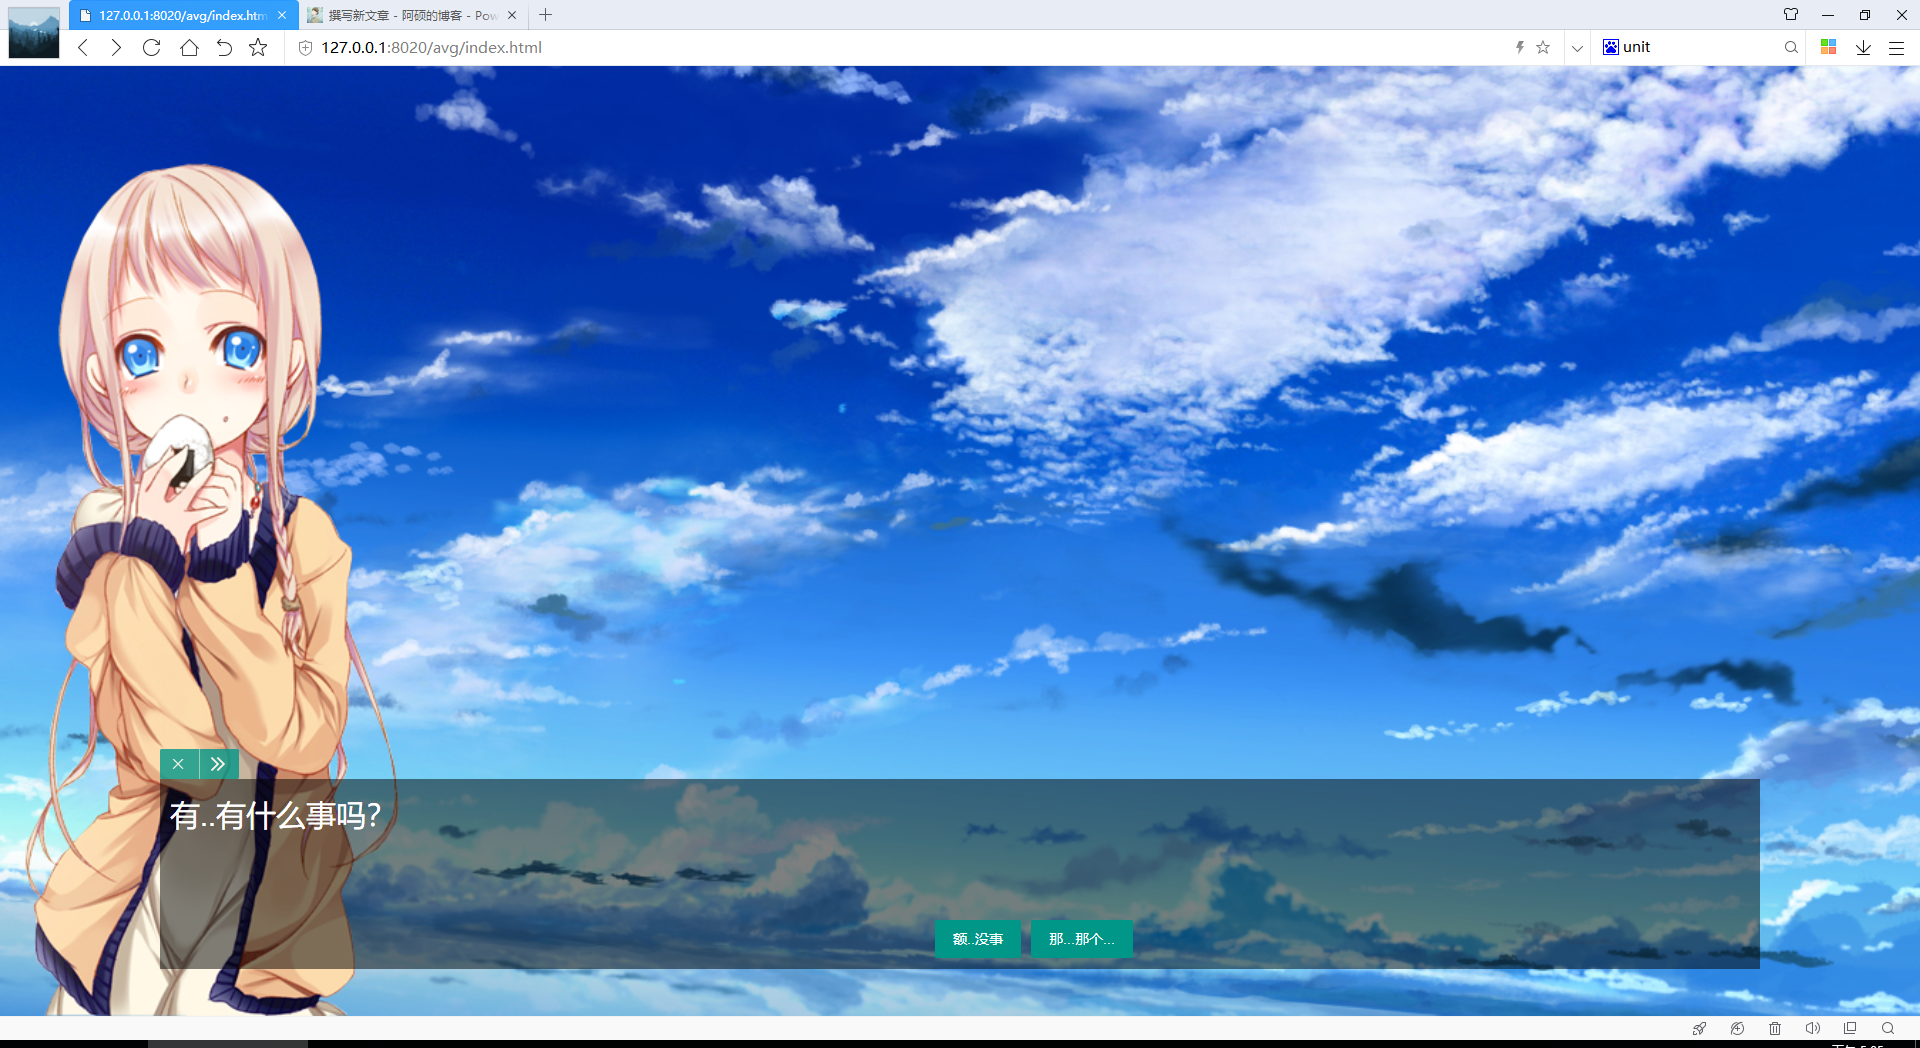 127.0.0.1:8020/avg/index.htm
撰写新文章 - 阿硕的博客 - Pow
127.0.0.1:8020/avg/index.html
unit
有..有什么事吗?
额..没事
那...那个...